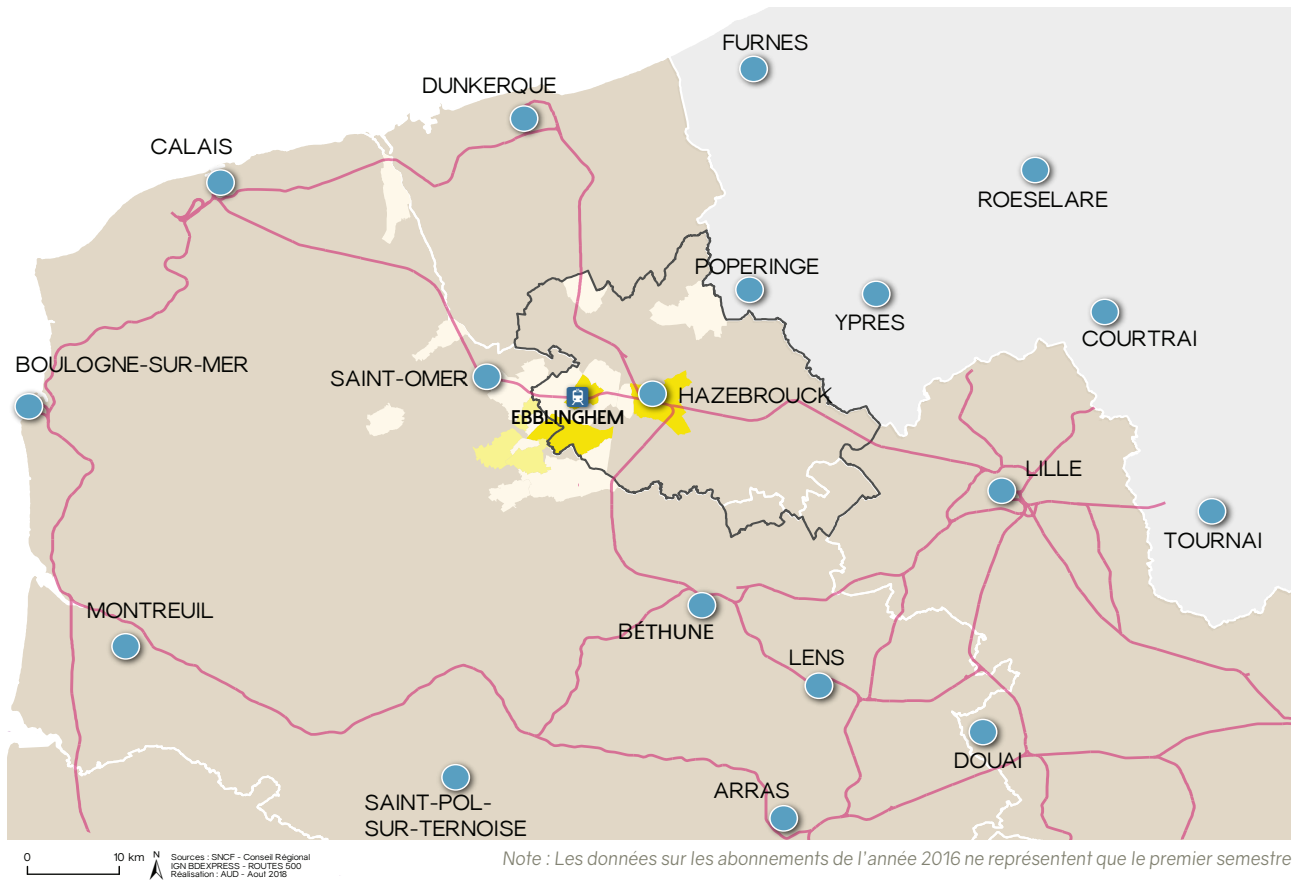 FURNES
DUNKERQUE
CALAIS
ROESELARE
POPERINGE
YPRES
COURTRAI
BOULOGNE-SUR-MER
SAINT-OMER
HAZEBROUCK
EBBLINGHEM
LILLE
TOURNAI
MONTREUIL
BÉTHUNE
LENS
DOUAI
ARRAS
SAINT-POL-
SUR-TERNOISE
0 10 km N
Sources : SNCF - Conseil Régional
IGN BDEXPRESS - ROUTES 500
Réalisation : AUD - Aout 2018
Note : Les données sur les abonnements de l'année 2016 ne représentent que le premier semestre